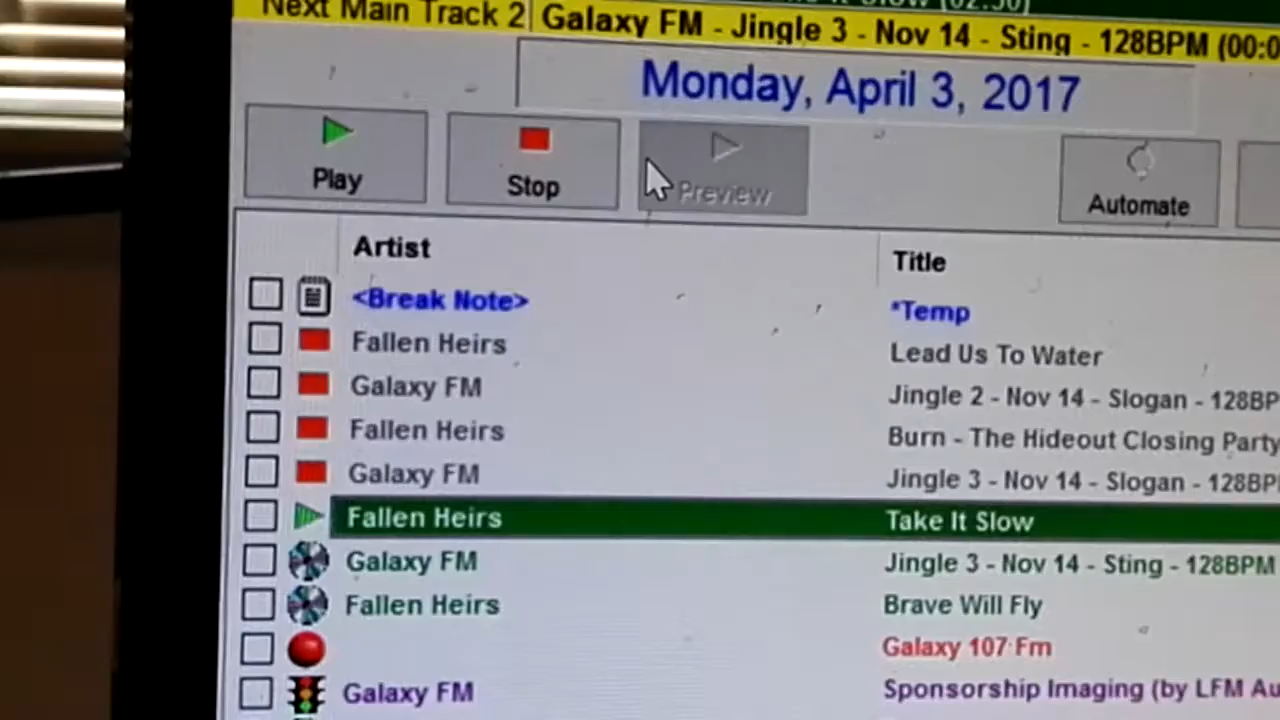 Next Main Track 2 Galaxy FM - Jingle 3 - Nov 14 - Sting - 128BPM (00:0
Monday, April 3, 2017
Play Stop Preview Automate
Artist Title
<Break Note> *Temp
Fallen Heirs Lead Us To Water
Galaxy FM Jingle 2 - Nov 14 - Slogan - 128BP
Fallen Heirs Burn - The Hideout Closing Party
Galaxy FM Jingle 3 - Nov 14 - Slogan - 128BP
Fallen Heirs Take It Slow
Galaxy FM Jingle 3 - Nov 14 - Sting - 128BPM
Fallen Heirs Brave Will Fly
Galaxy 107 Fm
Galaxy FM Sponsorship Imaging (by LFM Au